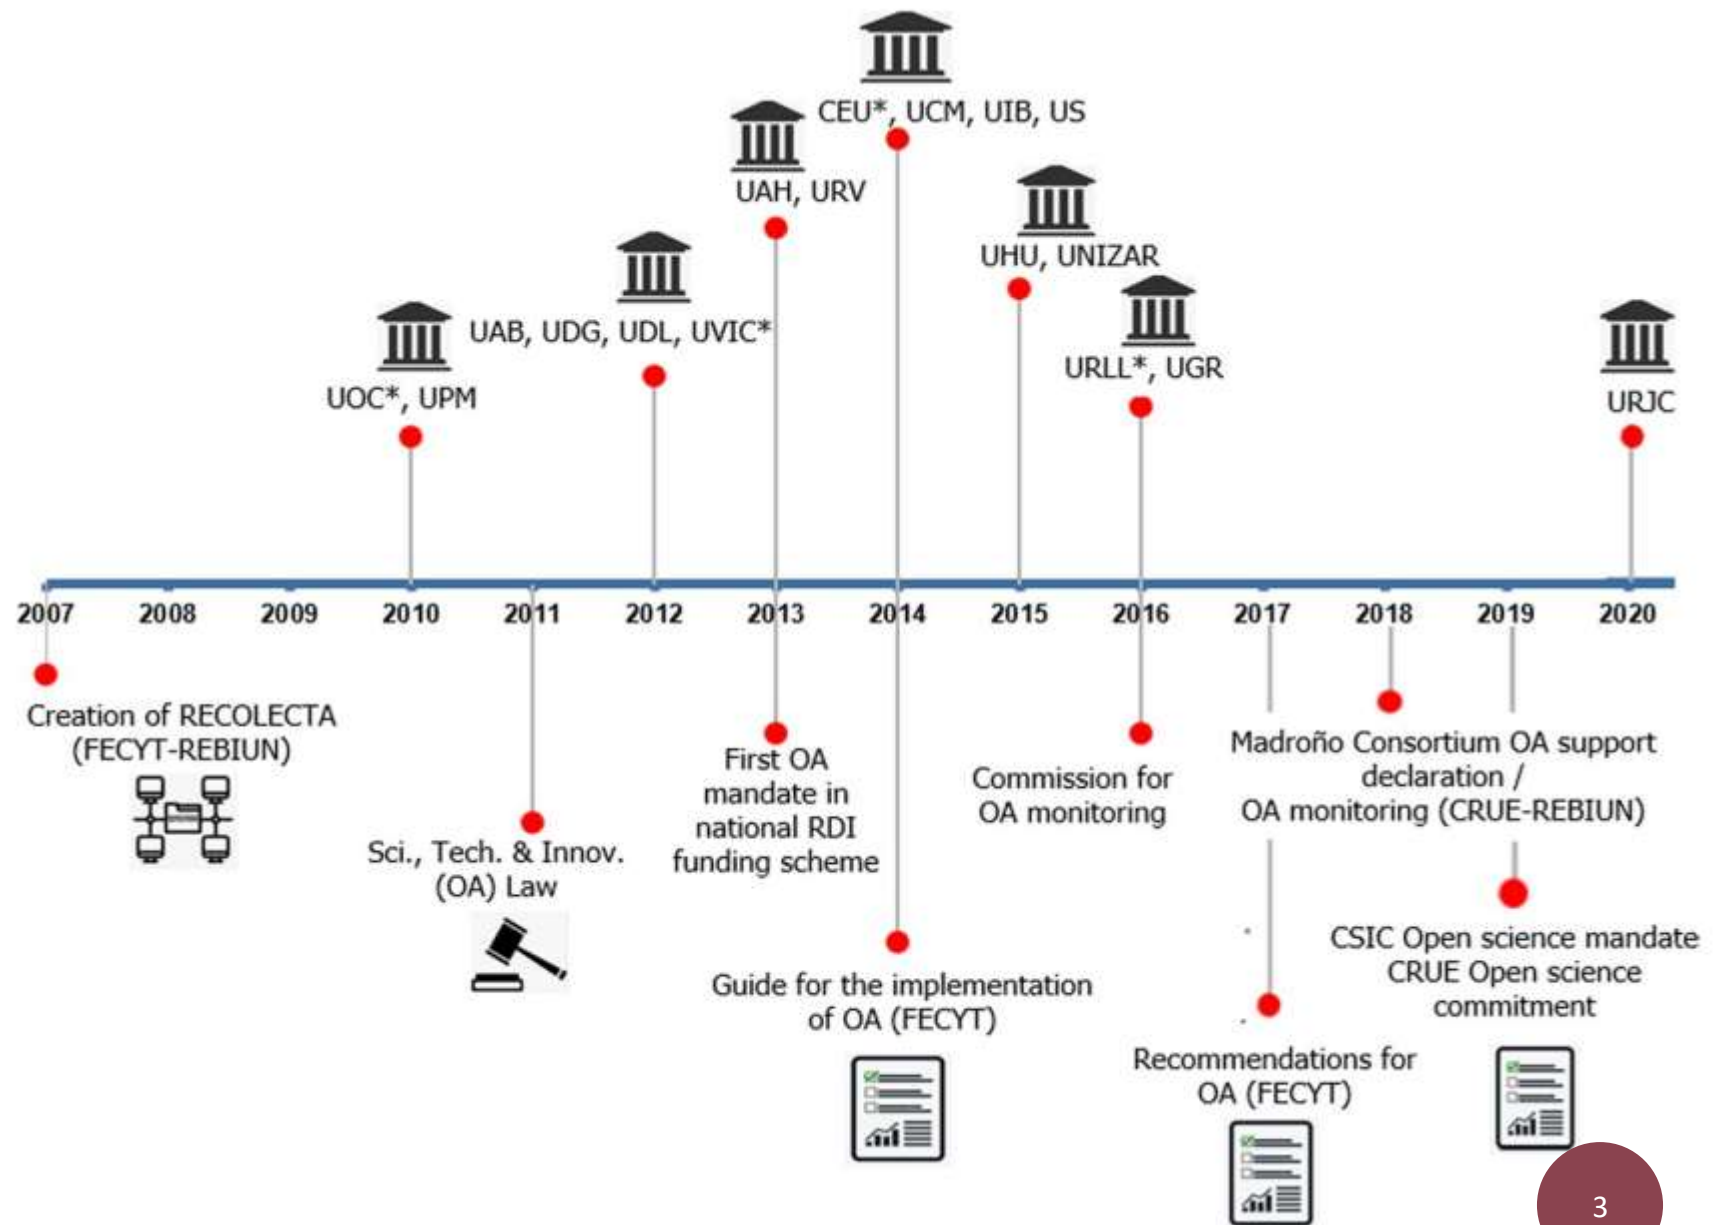 CEU*, UCM, UIB, US
UAH, URV
UHU, UNIZAR
UAB, UDG, UDL, UVIC*
URLL*, UGR
UOC*, UPM
URJC
2007 2008 2009 2010 2011 2012 2013 2014 2015 2016 2017 2018 2019 2020
Creation of RECOLECTA
(FECYT-REBIUN)
Sci., Tech. & Innov.
(OA) Law
First OA
mandate in
national RDI
funding scheme
Guide for the implementation
of OA (FECYT)
Commission for
OA monitoring
Recommendations for
OA (FECYT)
Madroño Consortium OA support
declaration /
OA monitoring (CRUE-REBIUN)
CSIC Open science mandate
CRUE Open science
commitment
3